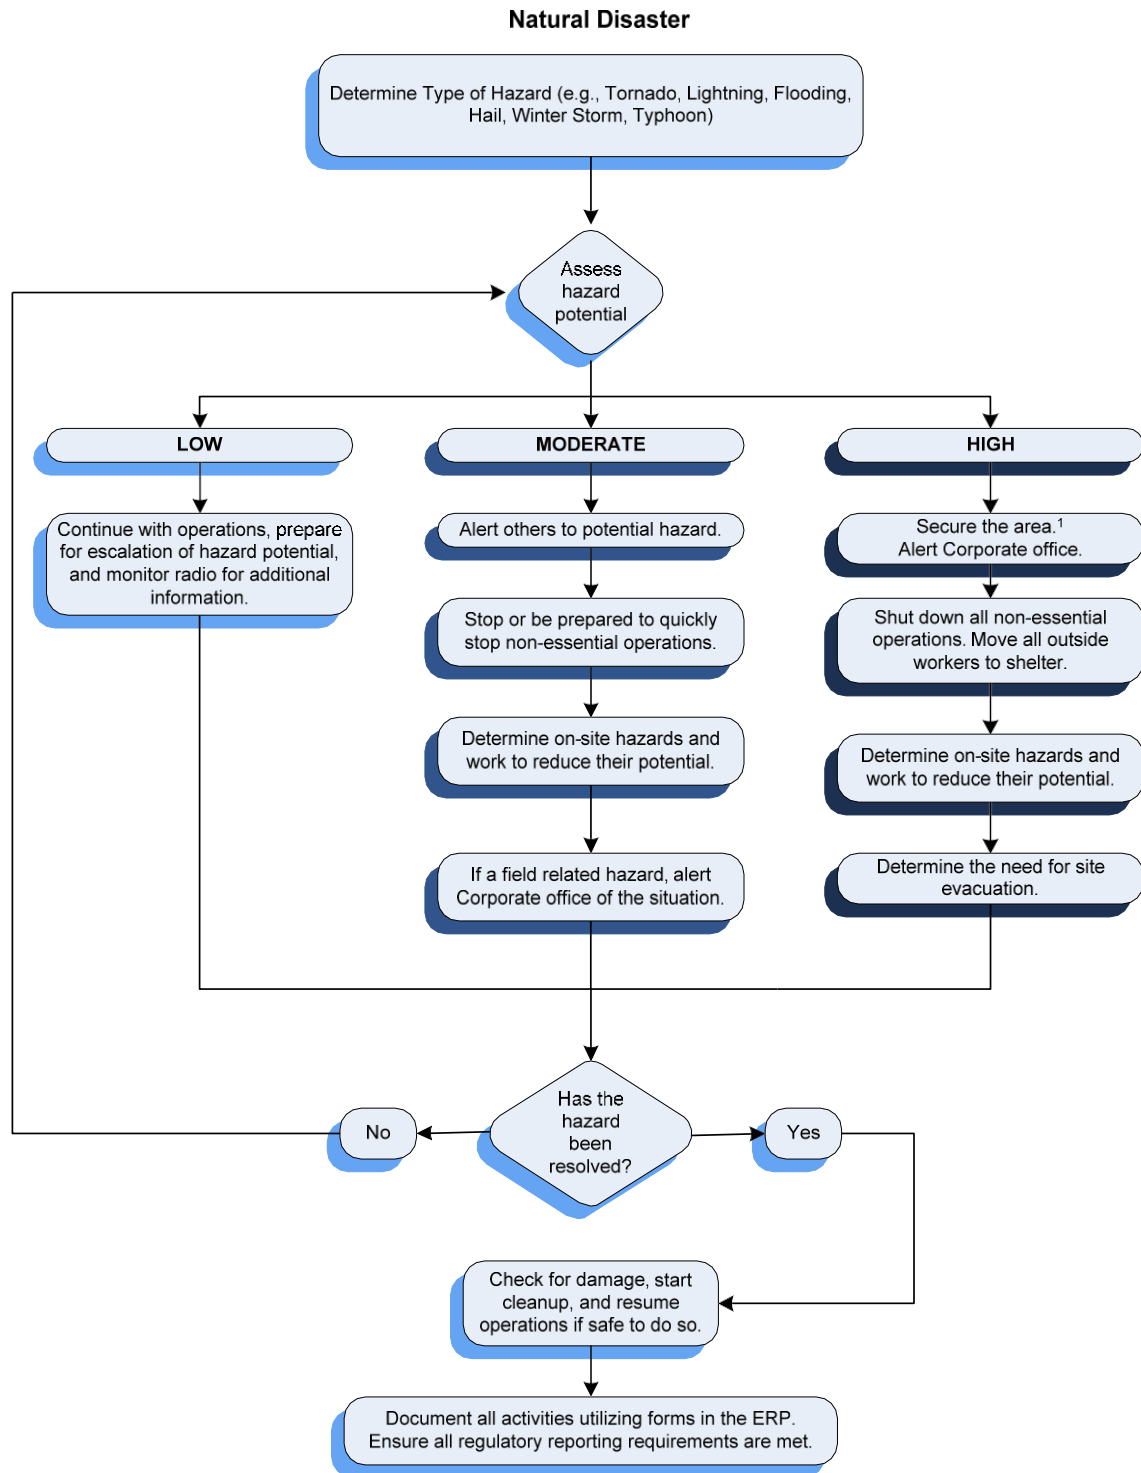 Natural Disaster
Determine Type of Hazard (e.g., Tornado, Lightning, Flooding,
Hail, Winter Storm, Typhoon)
Assess
hazard
potential
LOW
Continue with operations, prepare
for escalation of hazard potential,
and monitor radio for additional
information.
MODERATE
Alert others to potential hazard.
Stop or be prepared to quickly
stop non-essential operations.
Determine on-site hazards and
work to reduce their potential.
If a field related hazard, alert
Corporate office of the situation.
HIGH
Secure the area.¹
Alert Corporate office.
Shut down all non-essential
operations. Move all outside
workers to shelter.
Determine on-site hazards and
work to reduce their potential.
Determine the need for site
evacuation.
Has the
hazard
been
resolved?
No
Yes
Check for damage, start
cleanup, and resume
operations if safe to do so.
Document all activities utilizing forms in the ERP.
Ensure all regulatory reporting requirements are met.